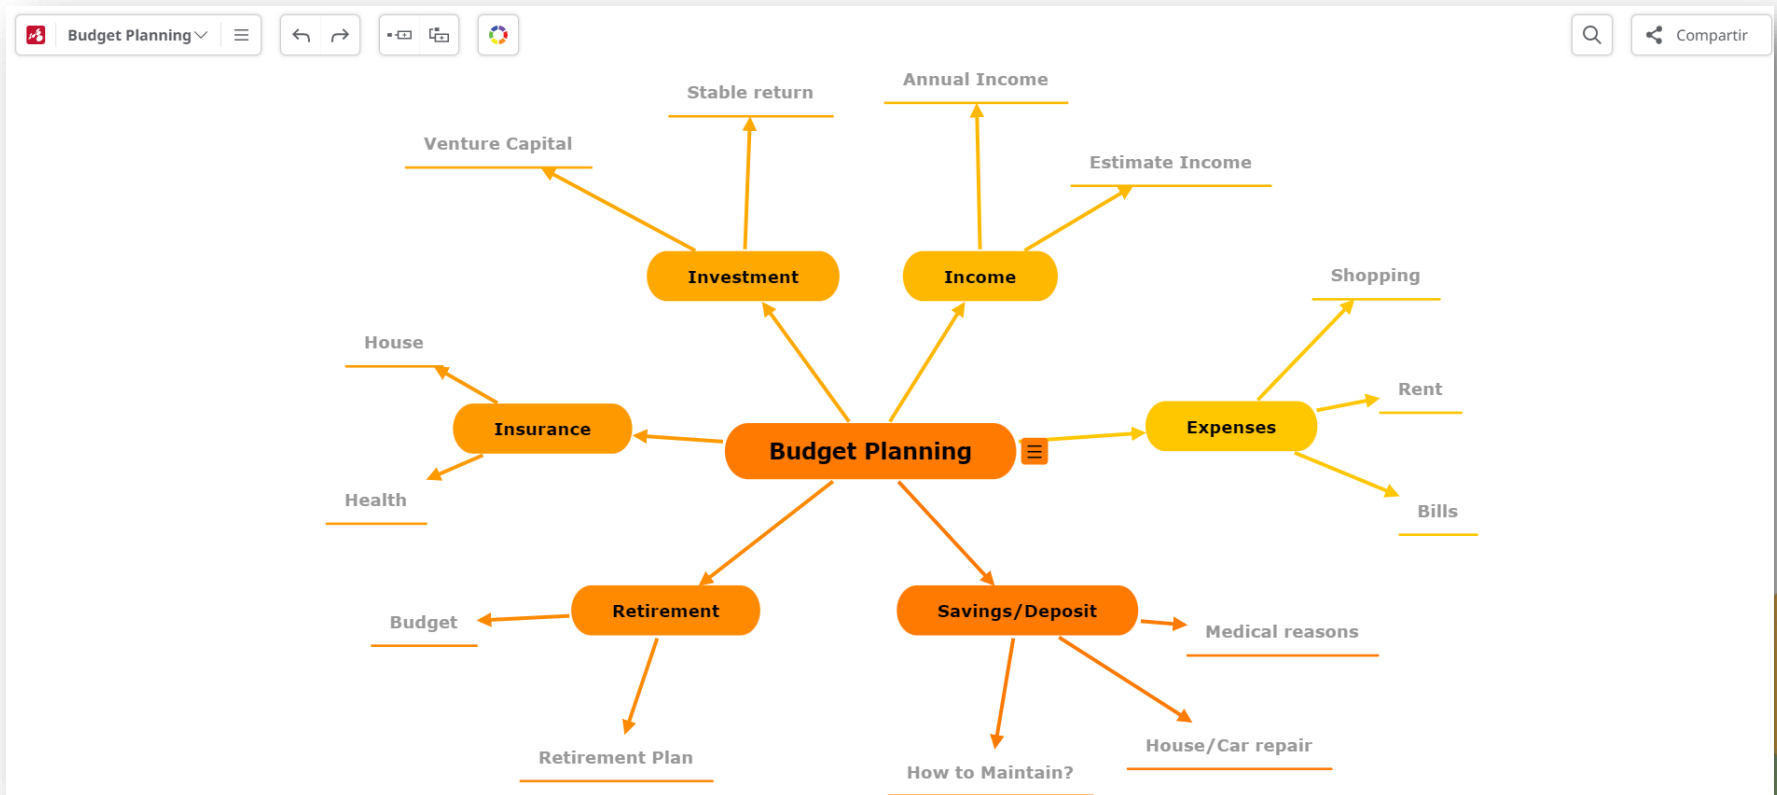 Budget Planning
Compartir
Annual Income
Stable return
Venture Capital
Estimate Income
Investment
Income
Shopping
House
Rent
Insurance
Expenses
Budget Planning
Health
Bills
Retirement
Savings/Deposit
Budget
Medical reasons
House/Car repair
Retirement Plan
How to Maintain?